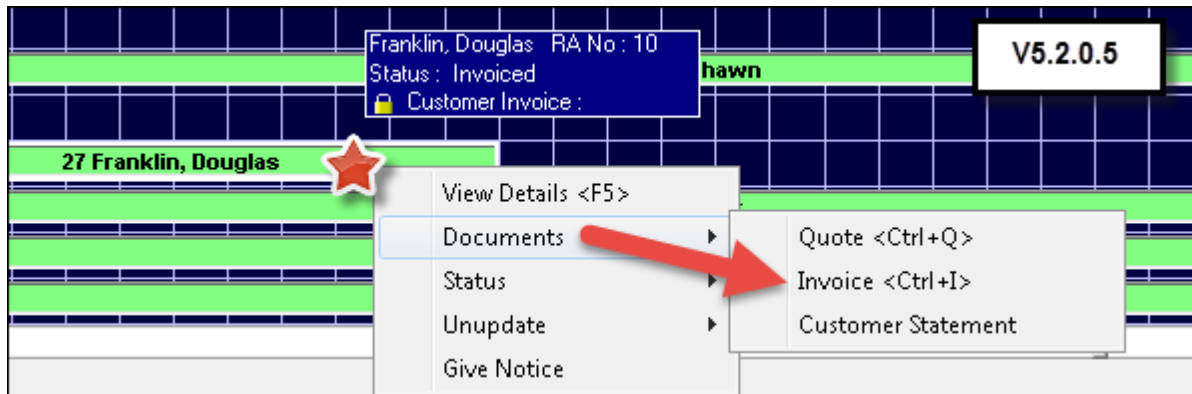 Franklin, Douglas RA No : 10
Status : Invoiced
Customer Invoice :
hawn
V5.2.0.5
27 Franklin, Douglas
View Details <F5>
Documents
Status
Unupdate
Give Notice
Quote <Ctrl+Q>
Invoice <Ctrl+I>
Customer Statement